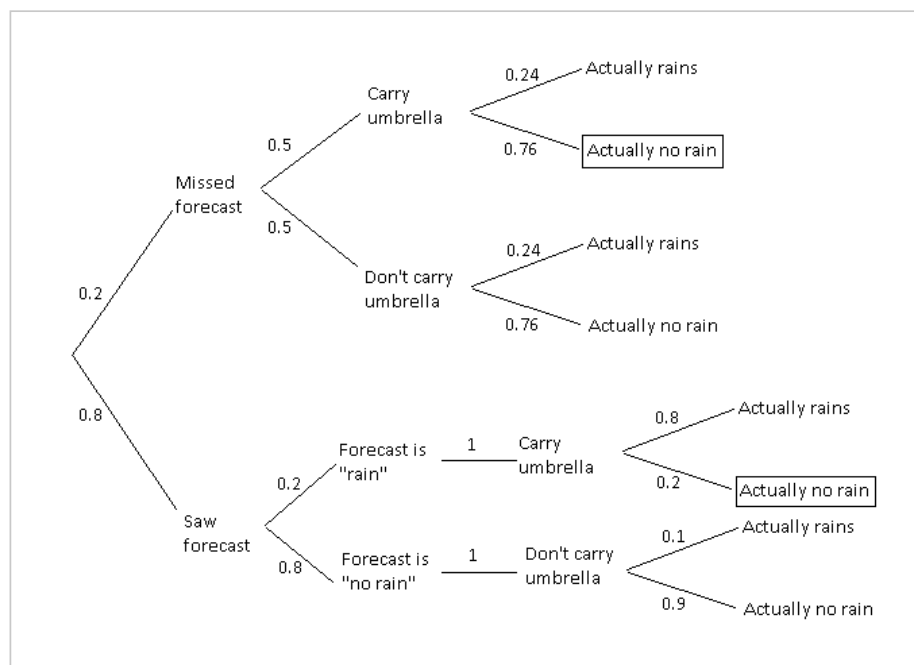 0.24
Actually rains
Carry
umbrella
0.5
0.76
Actually no rain
Missed
forecast
0.5
0.24
Actually rains
Don't carry
umbrella
0.2
0.76
Actually no rain
0.8
0.8
Actually rains
Forecast is
"rain"
1
Carry
umbrella
0.2
0.2
Actually no rain
Saw
forecast
0.1
Actually rains
0.8
Forecast is
"no rain"
1
Don't carry
umbrella
0.9
Actually no rain